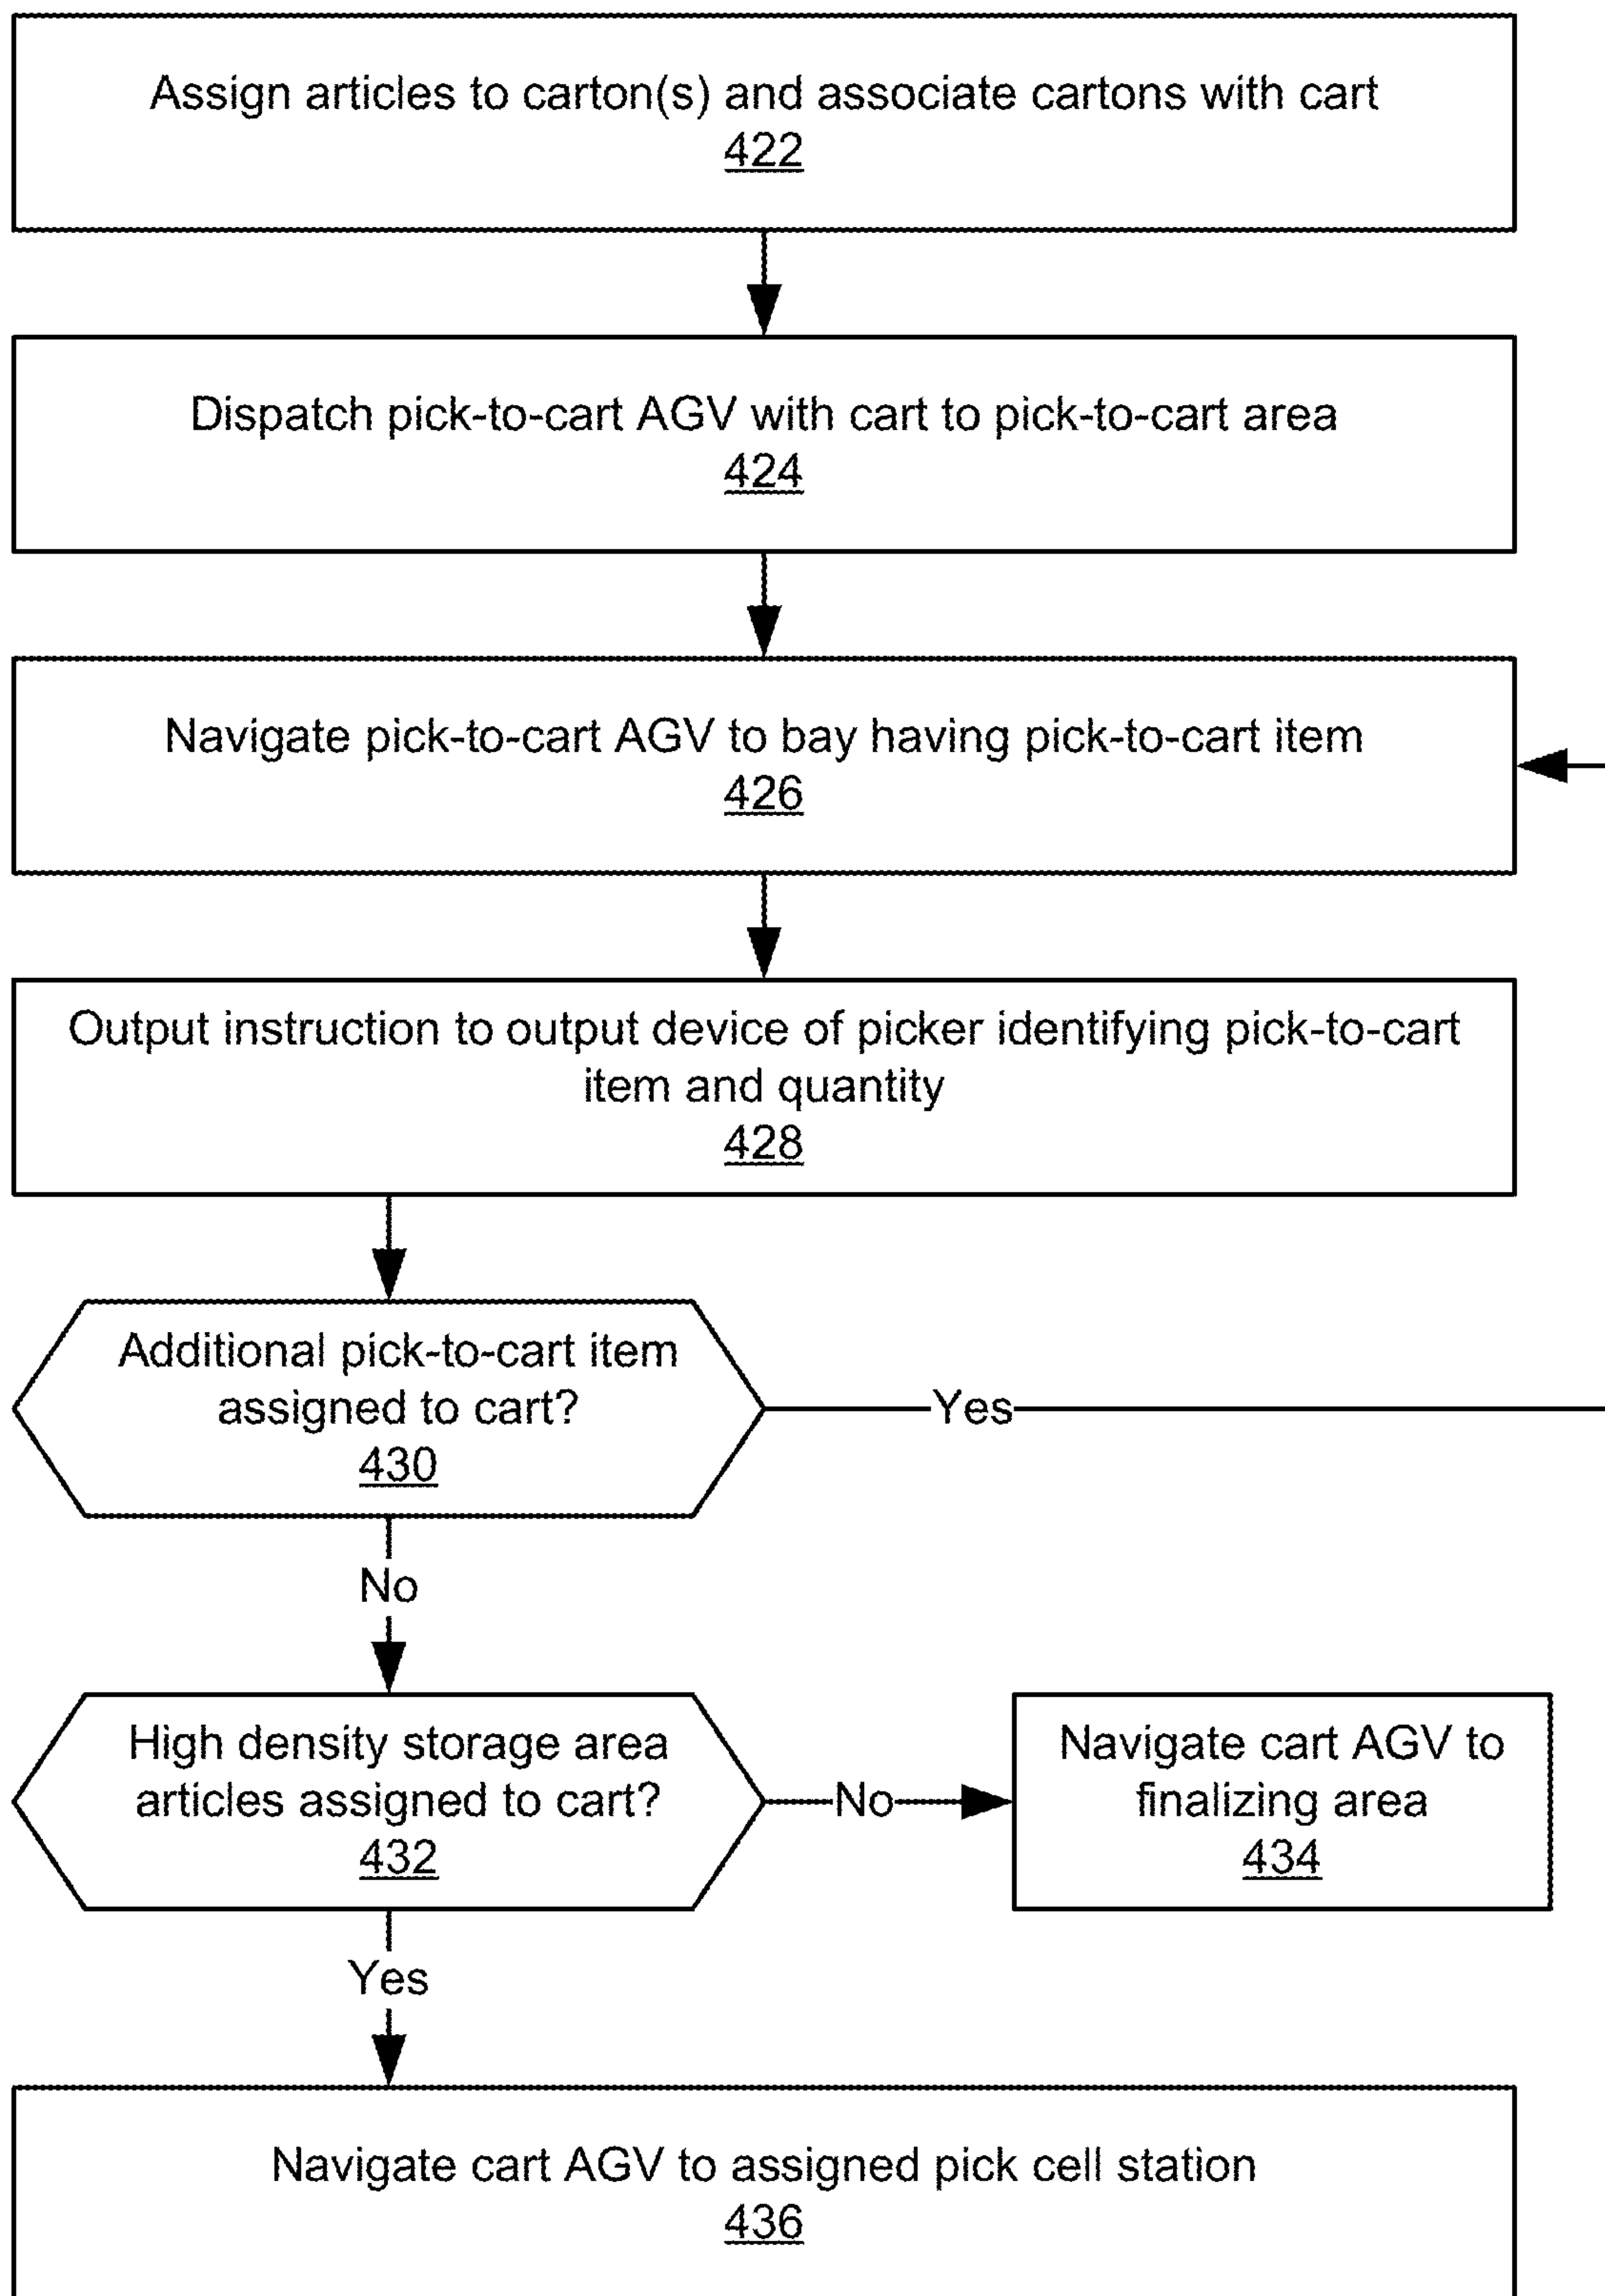 Assign articles to carton(s) and associate cartons with cart
422
Dispatch pick-to-cart AGV with cart to pick-to-cart area
424
Navigate pick-to-cart AGV to bay having pick-to-cart item
426
Output instruction to output device of picker identifying pick-to-cart
item and quantity
428
Additional pick-to-cart item
assigned to cart?
430
Yes
No
High density storage area
articles assigned to cart?
432
No
Navigate cart AGV to
finalizing area
434
Yes
Navigate cart AGV to assigned pick cell station
436